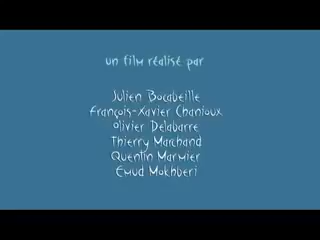 un film réalisé par
Julien Bocabeille
François-Xavier Chanioux
Olivier Delabarre
Thierry Marchand
Quentin Marmier
Emud Mokhberi